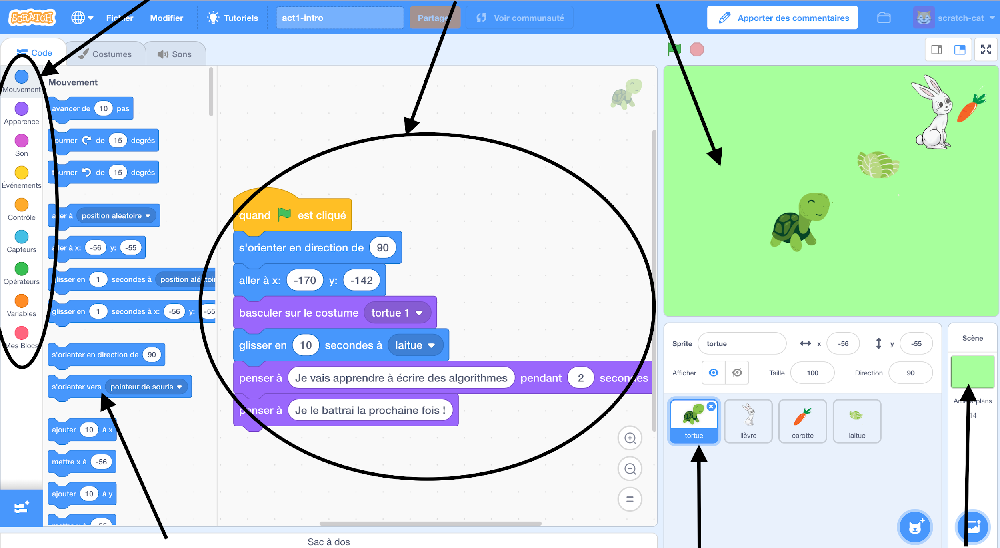 SCRATCH Fichier Modifier Tutoriels act1-intro Partager Voir communauté Apporter des commentaires scratch-cat
Code Costumes Sons
Mouvement
Apparence
Son
Événements
Contrôle
Capteurs
Opérateurs
Variables
Mes Blocs
Mouvement
avancer de 10 pas
tourner de 15 degrés
tourner de 15 degrés
aller à position aléatoire
aller à x: -56 y: -55
glisser en 1 secondes à position aléatoir
glisser en 1 secondes à x: -56 y: -55
s'orienter en direction de 90
s'orienter vers pointeur de souris
ajouter 10 à x
mettre x à -56
ajouter 10 à y
mettre y à -55
quand est cliqué
s'orienter en direction de 90
aller à x: -170 y: -142
basculer sur le costume tortue 1
glisser en 10 secondes à laitue
penser à Je vais apprendre à écrire des algorithmes pendant 2 secondes
penser à Je le battrai la prochaine fois !
Sac à dos
Sprite tortue x -56 y -55
Afficher Taille 100 Direction 90
tortue lièvre carotte laitue
Scène
Arrière-plans
14